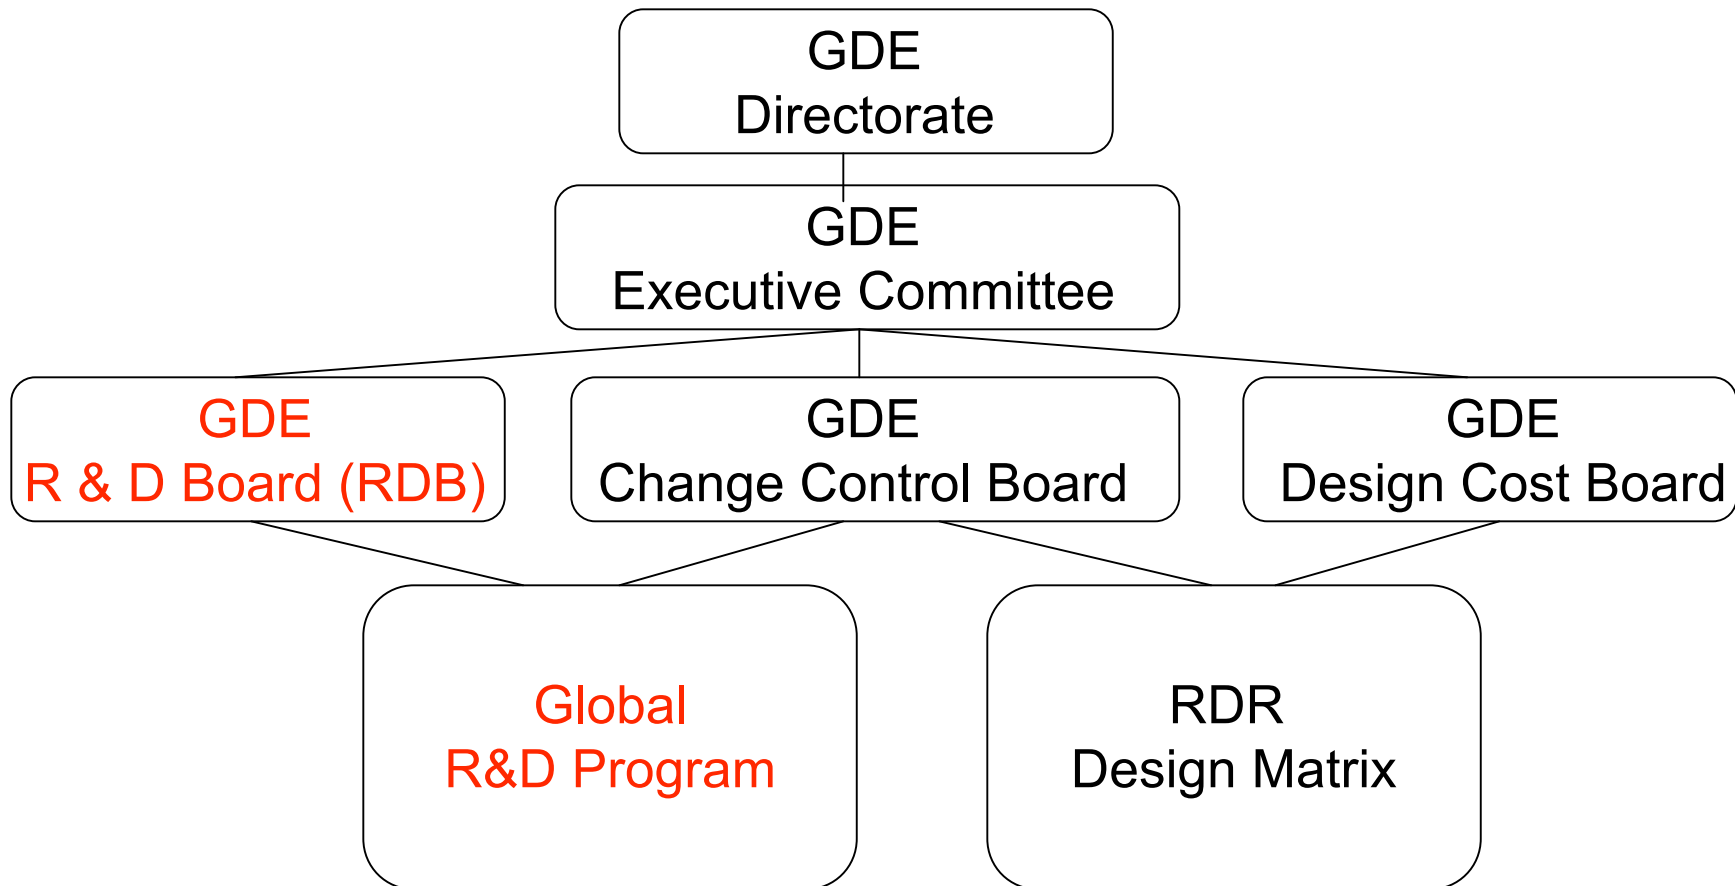 GDE
Directorate
GDE
Executive Committee
GDE
R & D Board (RDB)
GDE
Change Control Board
GDE
Design Cost Board
Global
R&D Program
RDR
Design Matrix